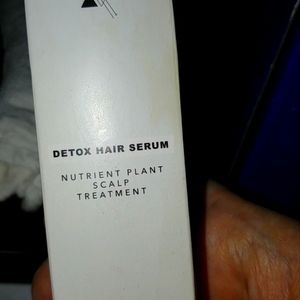 DETOX HAIR SERUM
NUTRIENT PLANT
SCALP
TREATMENT